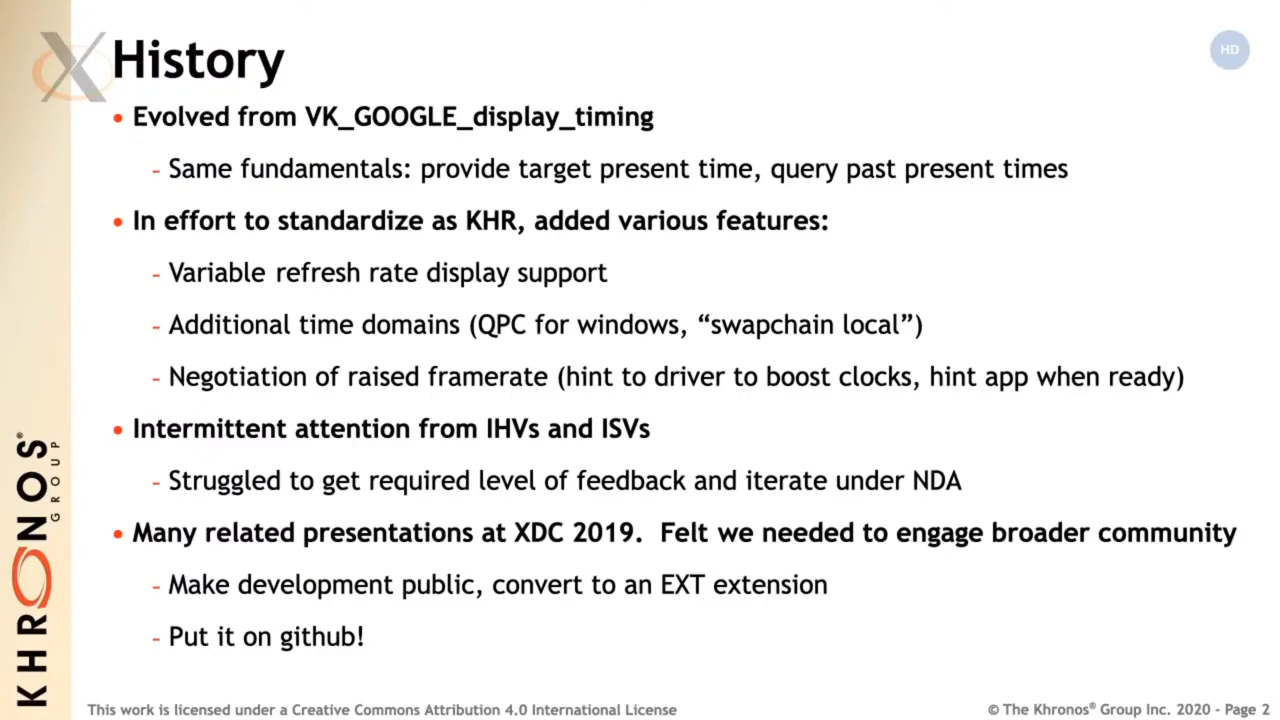 History
HD
• Evolved from VK_GOOGLE_display_timing
- Same fundamentals: provide target present time, query past present times
• In effort to standardize as KHR, added various features:
- Variable refresh rate display support
- Additional time domains (QPC for windows, “swapchain local”)
- Negotiation of raised framerate (hint to driver to boost clocks, hint app when ready)
• Intermittent attention from IHVs and ISVs
- Struggled to get required level of feedback and iterate under NDA
• Many related presentations at XDC 2019.  Felt we needed to engage broader community
- Make development public, convert to an EXT extension
- Put it on github!
KHRONOS®
GROUP
This work is licensed under a Creative Commons Attribution 4.0 International License
© The Khronos® Group Inc. 2020 - Page 2